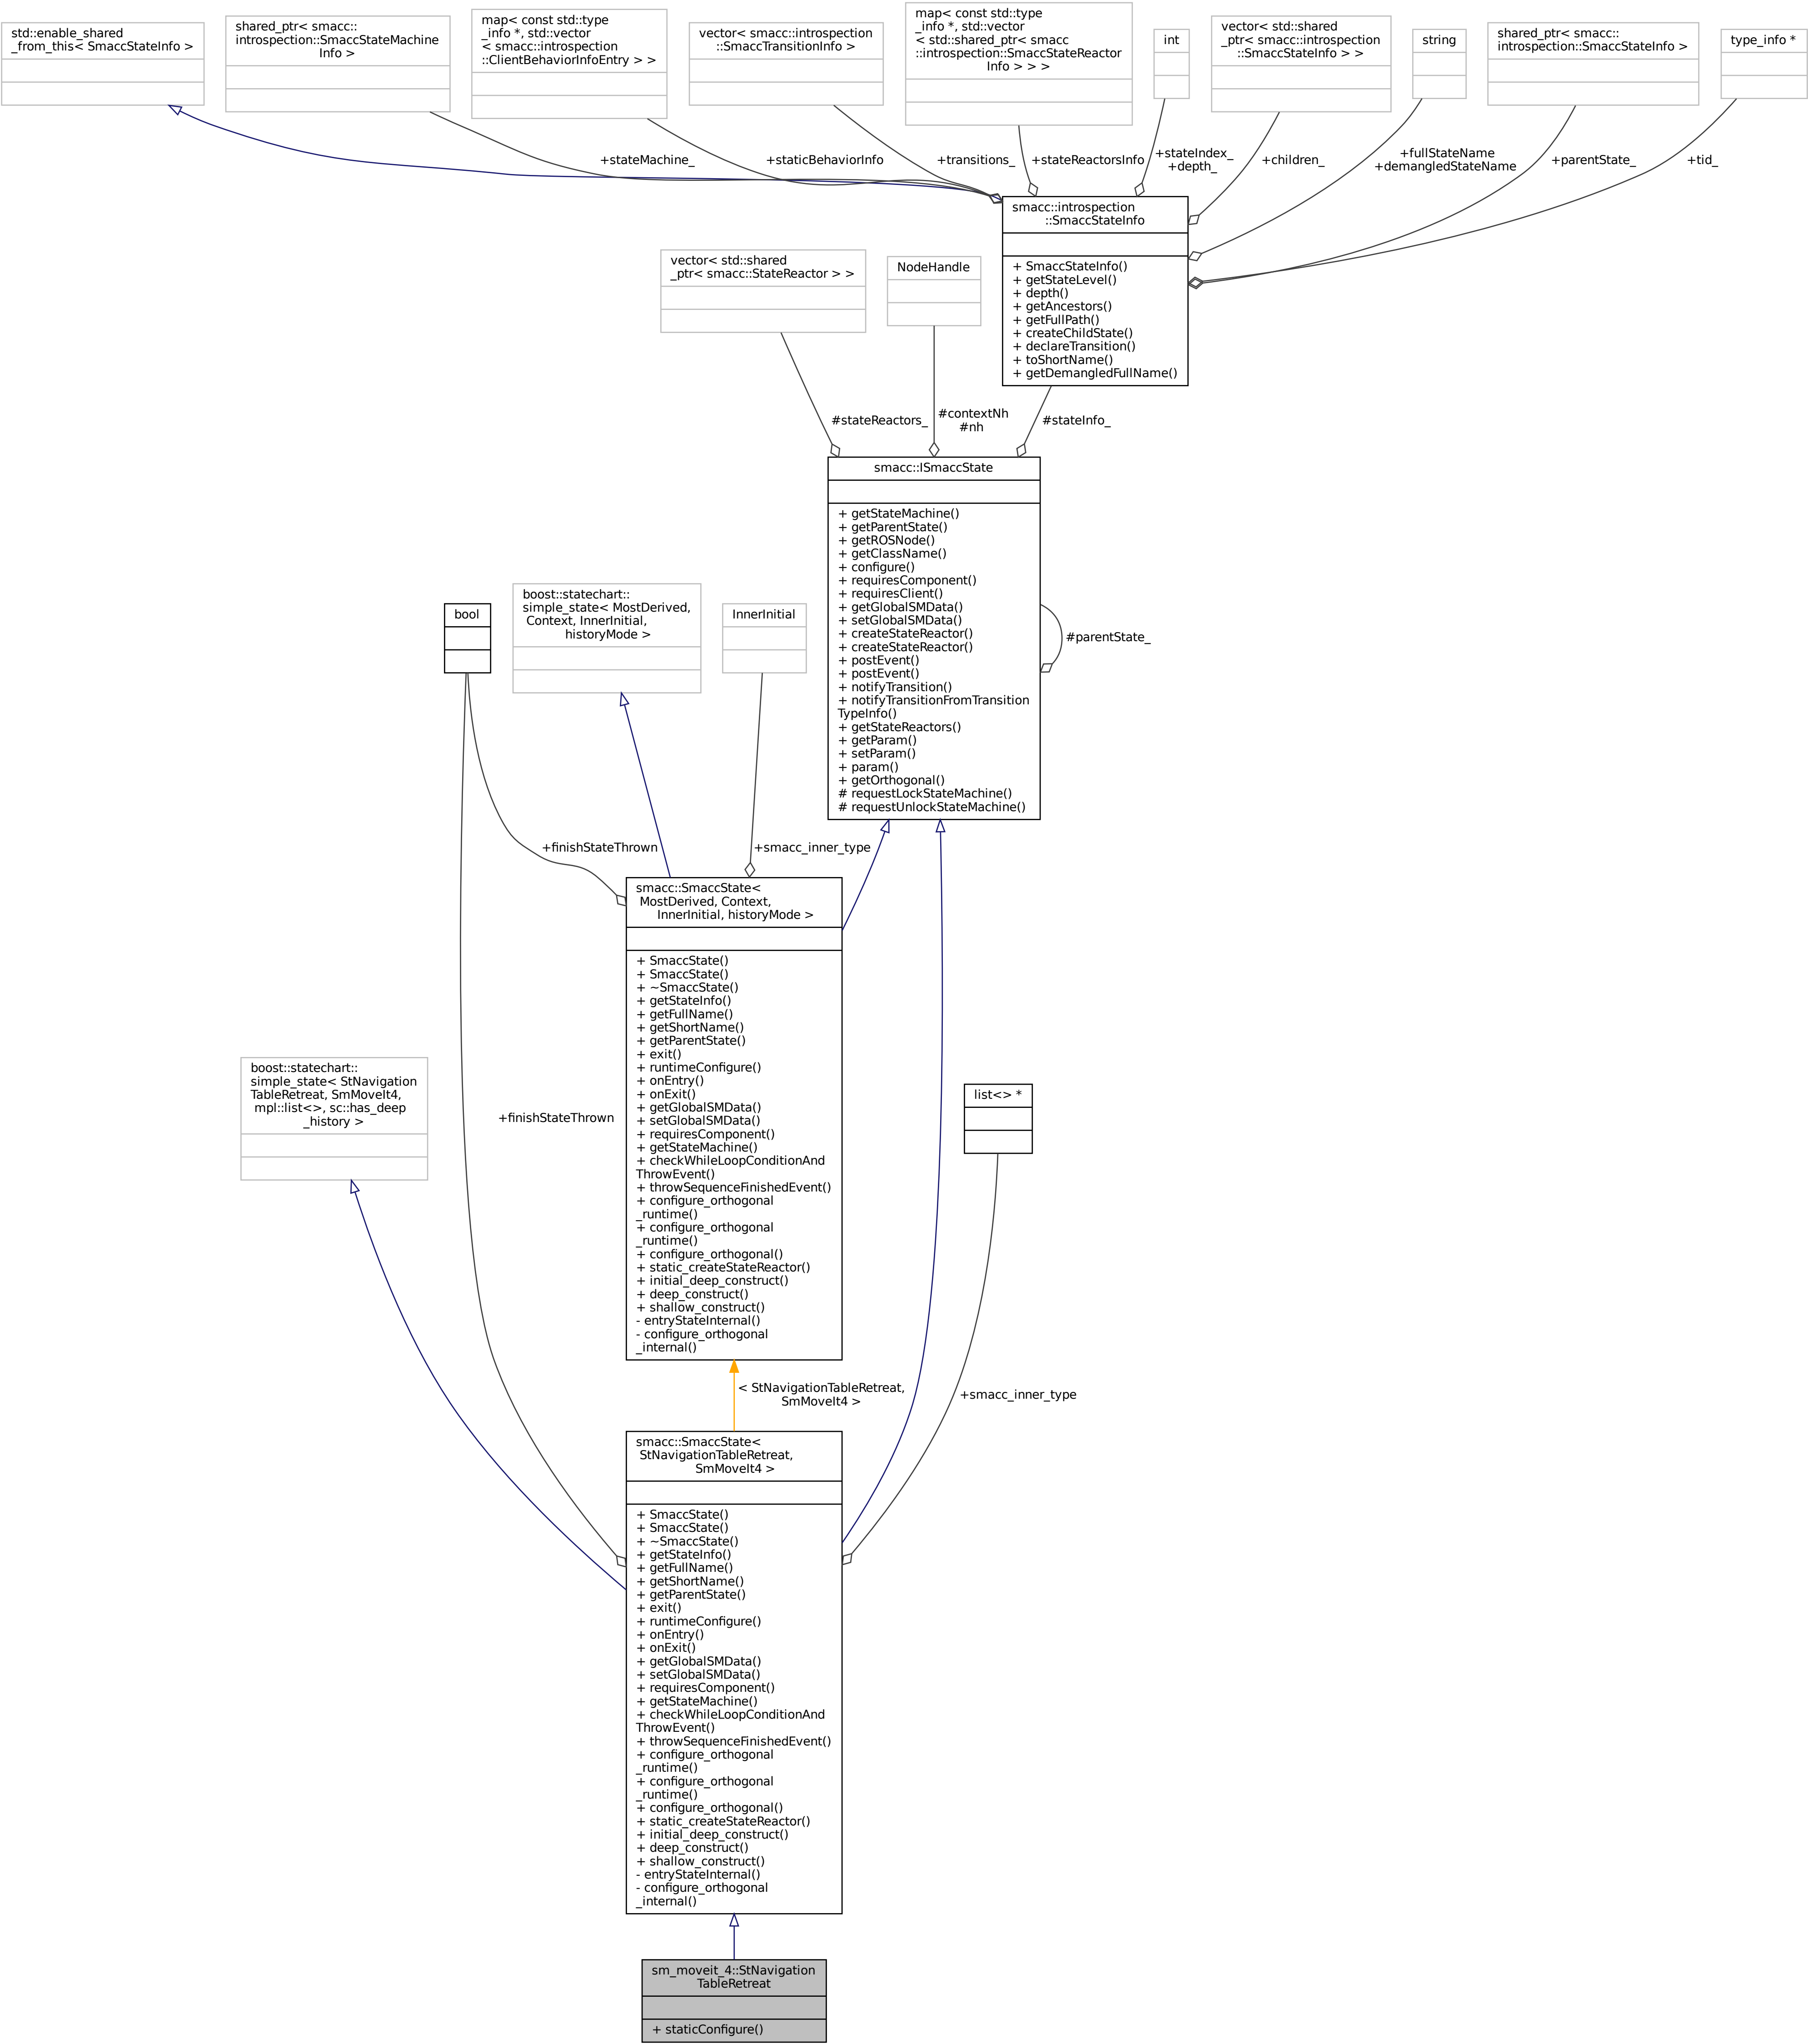 std::enable_shared
_from_this< SmaccStateInfo >
shared_ptr< smacc::
introspection::SmaccStateMachine
Info >
map< const std::type
_info *, std::vector
< smacc::introspection
::ClientBehaviorInfoEntry > >
vector< smacc::introspection
::SmaccTransitionInfo >
map< const std::type
_info *, std::vector
< std::shared_ptr< smacc
::introspection::SmaccStateReactor
Info > > >
int
vector< std::shared
_ptr< smacc::introspection
::SmaccStateInfo > >
string
shared_ptr< smacc::
introspection::SmaccStateInfo >
type_info *
+stateMachine_
+staticBehaviorInfo
+transitions_
+stateReactorsInfo
+stateIndex_
+depth_
+children_
+fullStateName
+demangledStateName
+parentState_
+tid_
smacc::introspection
::SmaccStateInfo
+ SmaccStateInfo()
+ getStateLevel()
+ depth()
+ getAncestors()
+ getFullPath()
+ createChildState()
+ declareTransition()
+ toShortName()
+ getDemangledFullName()
vector< std::shared
_ptr< smacc::StateReactor > >
NodeHandle
#stateReactors_
#contextNh
#nh
#stateInfo_
smacc::ISmaccState
+ getStateMachine()
+ getParentState()
+ getROSNode()
+ getClassName()
+ configure()
+ requiresComponent()
+ requiresClient()
+ getGlobalSMData()
+ setGlobalSMData()
+ createStateReactor()
+ createStateReactor()
+ postEvent()
+ postEvent()
+ notifyTransition()
+ notifyTransitionFromTransition
TypeInfo()
+ getStateReactors()
+ getParam()
+ setParam()
+ param()
+ getOrthogonal()
# requestLockStateMachine()
# requestUnlockStateMachine()
#parentState_
bool
boost::statechart::
simple_state< MostDerived,
Context, InnerInitial,
historyMode >
InnerInitial
+finishStateThrown
+smacc_inner_type
smacc::SmaccState<
MostDerived, Context,
InnerInitial, historyMode >
+ SmaccState()
+ SmaccState()
+ ~SmaccState()
+ getStateInfo()
+ getFullName()
+ getShortName()
+ getParentState()
+ exit()
+ runtimeConfigure()
+ onEntry()
+ onExit()
+ getGlobalSMData()
+ setGlobalSMData()
+ requiresComponent()
+ getStateMachine()
+ checkWhileLoopConditionAnd
ThrowEvent()
+ throwSequenceFinishedEvent()
+ configure_orthogonal
_runtime()
+ configure_orthogonal
_runtime()
+ configure_orthogonal()
+ static_createStateReactor()
+ initial_deep_construct()
+ deep_construct()
+ shallow_construct()
- entryStateInternal()
- configure_orthogonal
_internal()
boost::statechart::
simple_state< StNavigation
TableRetreat, SmMoveIt4,
mpl::list<>, sc::has_deep
_history >
+finishStateThrown
list<> *
< StNavigationTableRetreat,
SmMoveIt4 >
+smacc_inner_type
smacc::SmaccState<
StNavigationTableRetreat,
SmMoveIt4 >
+ SmaccState()
+ SmaccState()
+ ~SmaccState()
+ getStateInfo()
+ getFullName()
+ getShortName()
+ getParentState()
+ exit()
+ runtimeConfigure()
+ onEntry()
+ onExit()
+ getGlobalSMData()
+ setGlobalSMData()
+ requiresComponent()
+ getStateMachine()
+ checkWhileLoopConditionAnd
ThrowEvent()
+ throwSequenceFinishedEvent()
+ configure_orthogonal
_runtime()
+ configure_orthogonal
_runtime()
+ configure_orthogonal()
+ static_createStateReactor()
+ initial_deep_construct()
+ deep_construct()
+ shallow_construct()
- entryStateInternal()
- configure_orthogonal
_internal()
sm_moveit_4::StNavigation
TableRetreat
+ staticConfigure()